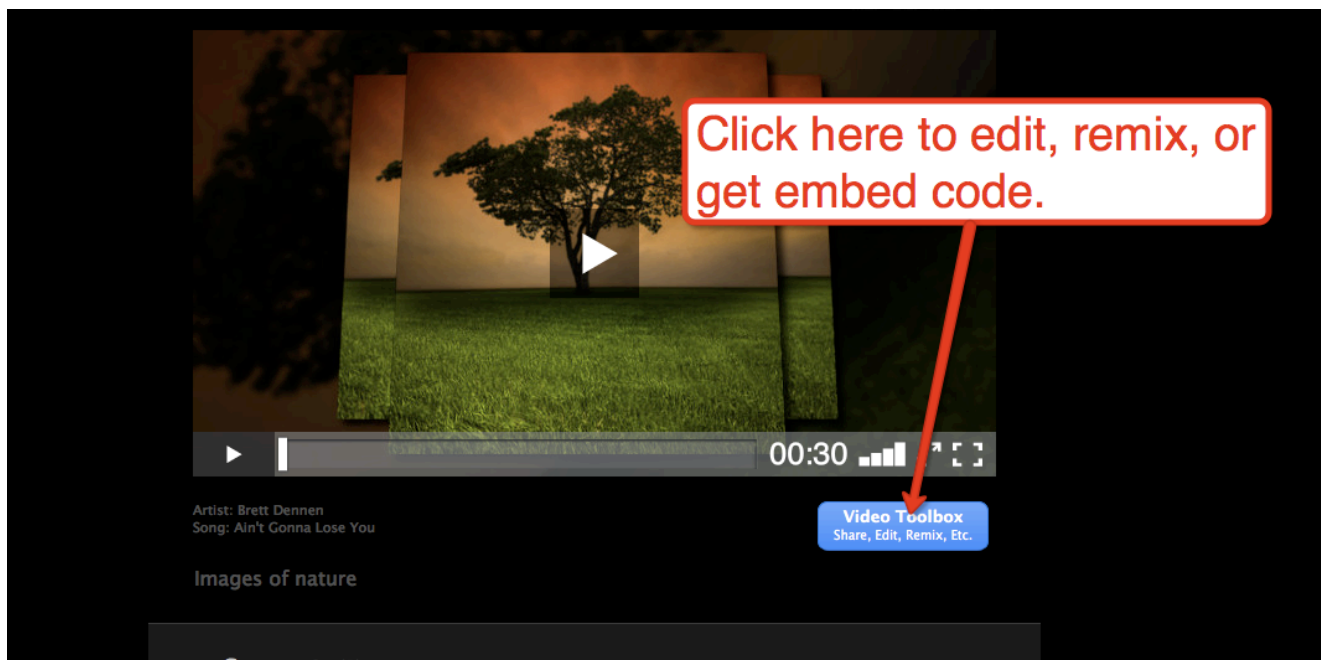 Click here to edit, remix, or
get embed code.
00:30
Artist: Brett Dennen
Song: Ain't Gonna Lose You
Video Toolbox
Share, Edit, Remix, Etc.
Images of nature